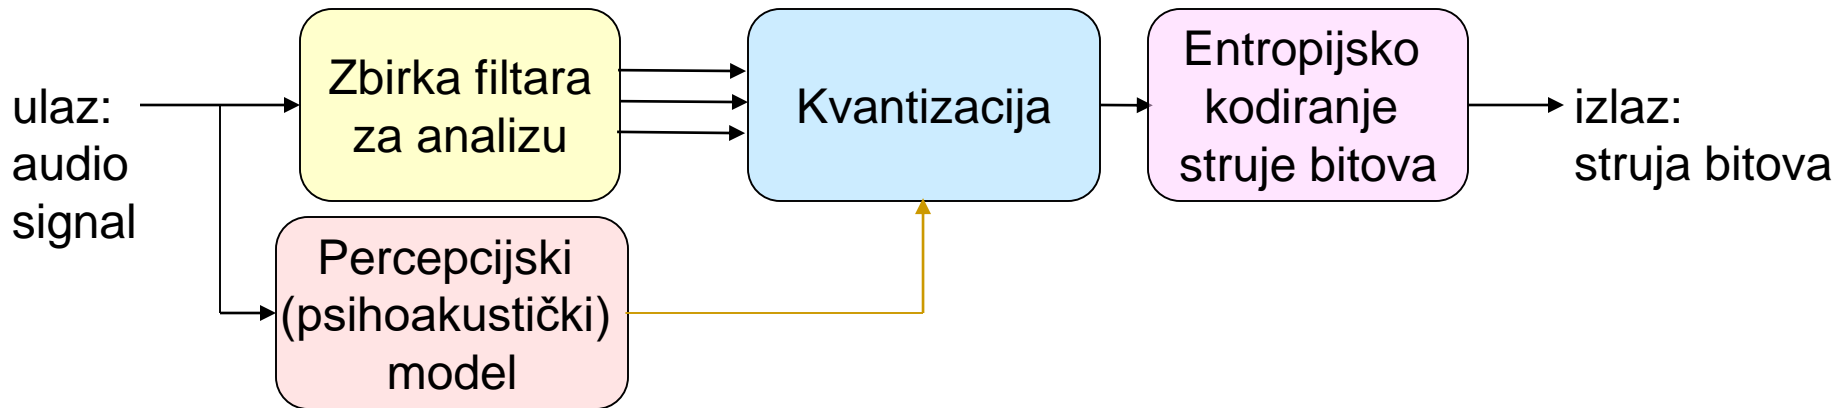 ulaz:
audio
signal
Zbirka filtara
za analizu
Percepcijski
(psihoakustički)
model
Kvantizacija
Entropijsko
kodiranje
struje bitova
izlaz:
struja bitova